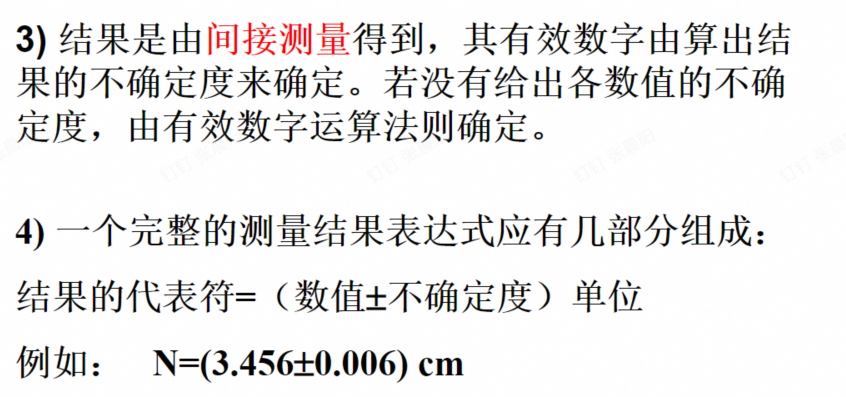 3) 结果是由间接测量得到，其有效数字由算出结
果的不确定度来确定。若没有给出各数值的不确
定度，由有效数字运算法则确定。
4) 一个完整的测量结果表达式应有几部分组成：
结果的代表符=（数值±不确定度）单位
例如： N=(3.456±0.006) cm